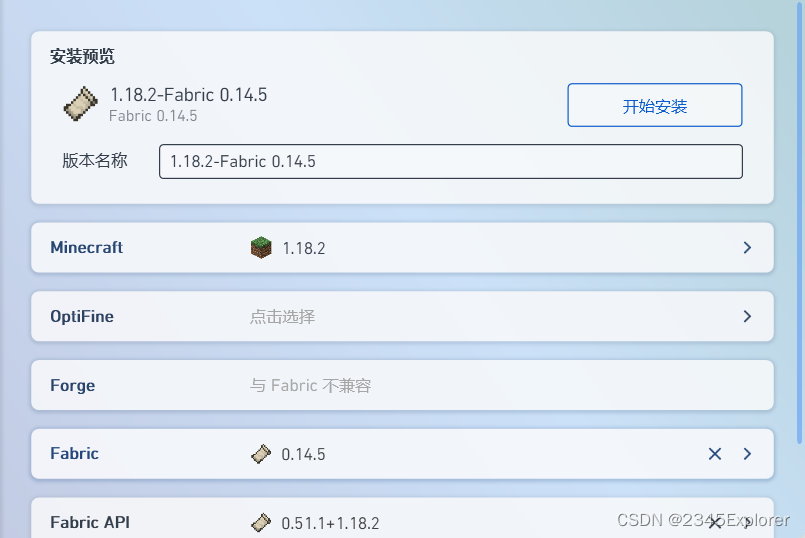 安装预览
1.18.2-Fabric 0.14.5
Fabric 0.14.5
开始安装
版本名称
1.18.2-Fabric 0.14.5
Minecraft 1.18.2
OptiFine 点击选择
Forge 与 Fabric 不兼容
Fabric 0.14.5
Fabric API 0.51.1+1.18.2
CSDN @2345Explorer